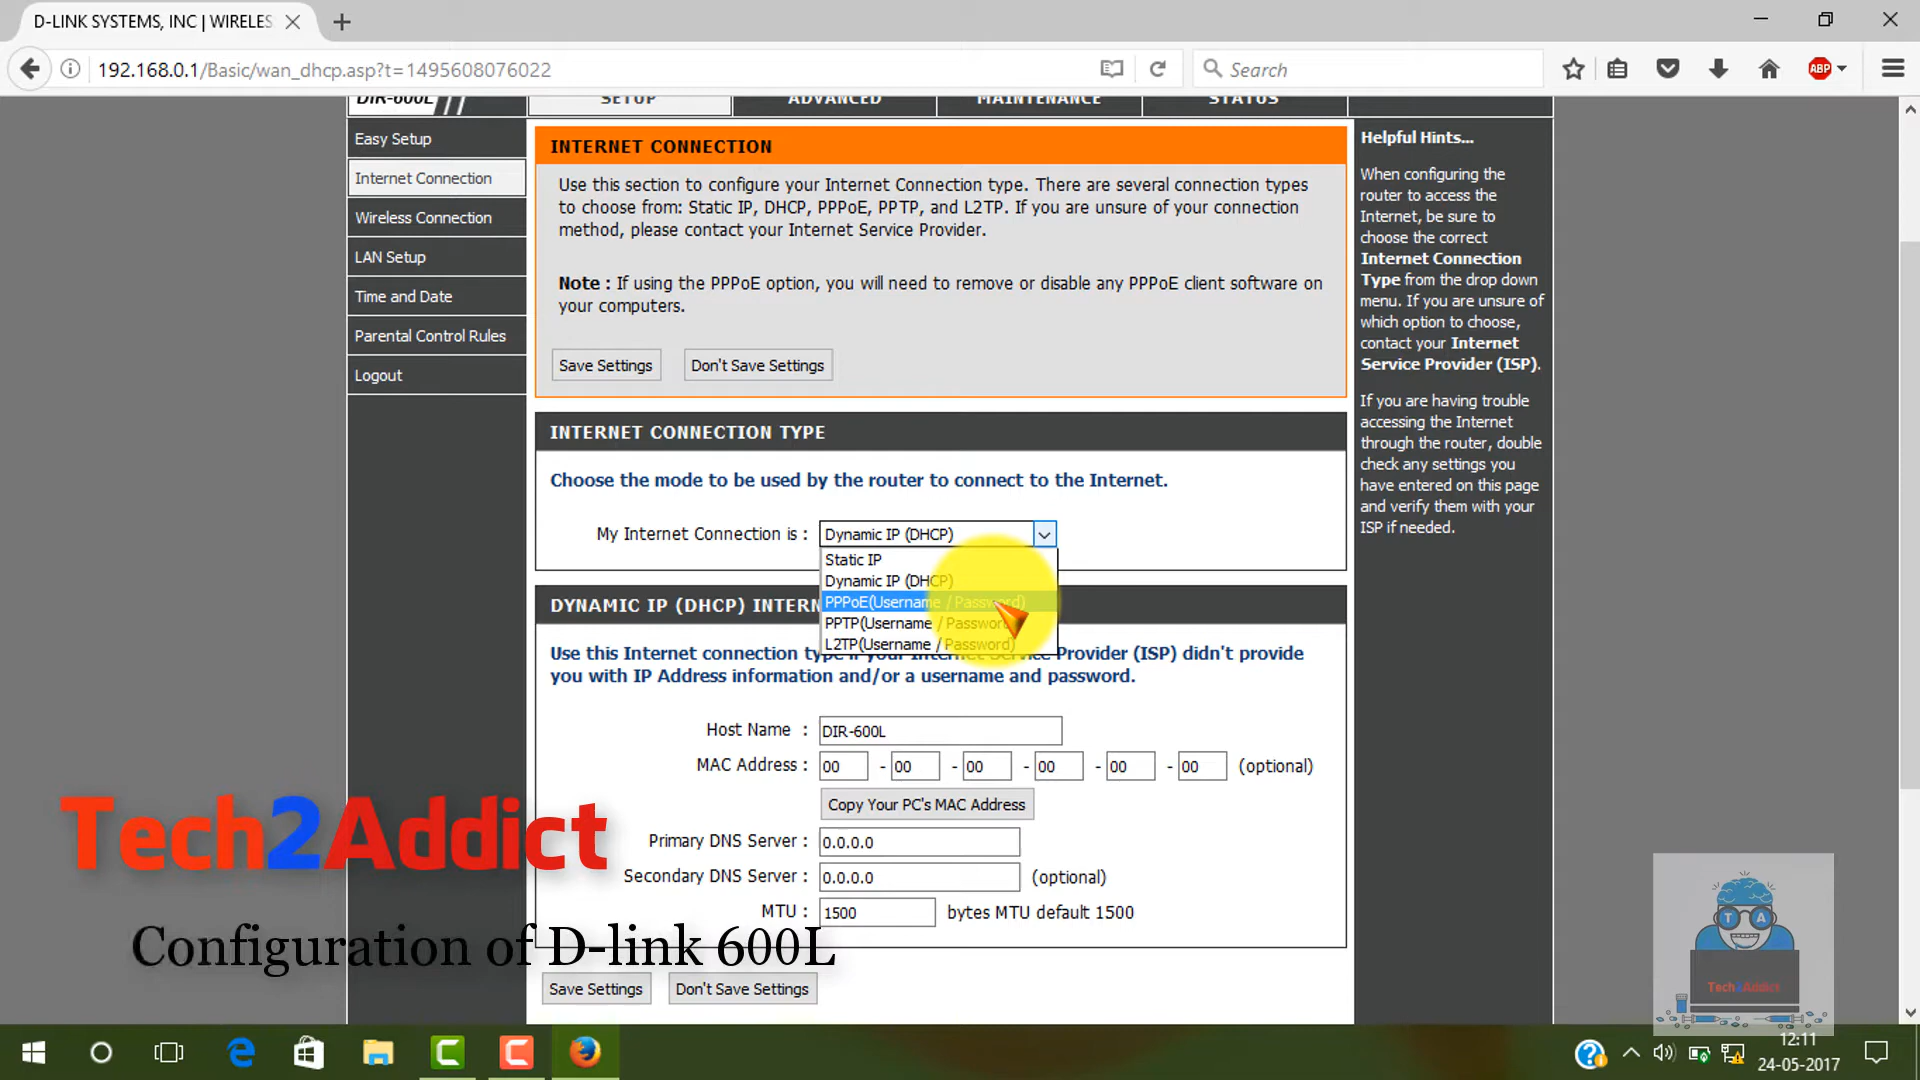 D-LINK SYSTEMS, INC | WIRELES
192.168.0.1/Basic/wan_dhcp.asp?t=1495608076022
Search
ABP
DIR-600L
SETUP
ADVANCED
MAINTENANCE
STATUS
Easy Setup
Internet Connection
Wireless Connection
LAN Setup
Time and Date
Parental Control Rules
Logout
INTERNET CONNECTION
Use this section to configure your Internet Connection type. There are several connection types
to choose from: Static IP, DHCP, PPPoE, PPTP, and L2TP. If you are unsure of your connection
method, please contact your Internet Service Provider.
Note : If using the PPPoE option, you will need to remove or disable any PPPoE client software on
your computers.
Save Settings
Don't Save Settings
INTERNET CONNECTION TYPE
Choose the mode to be used by the router to connect to the Internet.
My Internet Connection is :
Dynamic IP (DHCP)
Static IP
Dynamic IP (DHCP)
PPPoE(Username / Password)
PPTP(Username / Password)
L2TP(Username / Password)
DYNAMIC IP (DHCP) INTERN
Use this Internet connection type if your Internet Service Provider (ISP) didn't provide
you with IP Address information and/or a username and password.
Host Name :
DIR-600L
MAC Address :
00 - 00 - 00 - 00 - 00 - 00 (optional)
Copy Your PC's MAC Address
Primary DNS Server :
0.0.0.0
Secondary DNS Server :
0.0.0.0
(optional)
MTU :
1500
bytes MTU default 1500
Save Settings
Don't Save Settings
Helpful Hints...
When configuring the
router to access the
Internet, be sure to
choose the correct
Internet Connection
Type from the drop down
menu. If you are unsure of
which option to choose,
contact your Internet
Service Provider (ISP).
If you are having trouble
accessing the Internet
through the router, double
check any settings you
have entered on this page
and verify them with your
ISP if needed.
Tech2Addict
Configuration of D-link 600L
T A
Tech2Addict
12:11
24-05-2017